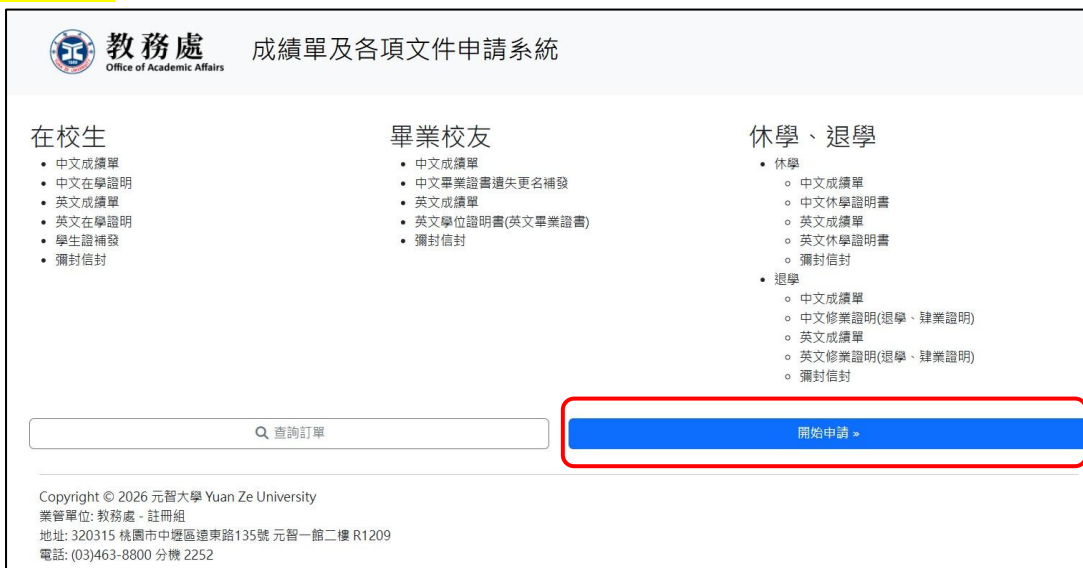 教務處
Office of Academic Affairs
成績單及各項文件申請系統
在校生
中文成績單
中文在學證明
英文成績單
英文在學證明
學生證補發
彌封信封
畢業校友
中文成績單
中文畢業證書遺失更名補發
英文成績單
英文學位證明書(英文畢業證書)
彌封信封
休學、退學
休學
中文成績單
中文休學證明書
英文成績單
英文休學證明書
彌封信封
退學
中文成績單
中文修業證明(退學、肄業證明)
英文成績單
英文修業證明(退學、肄業證明)
彌封信封
查詢訂單
開始申請 »
Copyright © 2026 元智大學 Yuan Ze University
業管單位: 教務處 - 註冊組
地址: 320315 桃園市中壢區遠東路135號 元智一館二樓 R1209
電話: (03)463-8800 分機 2252